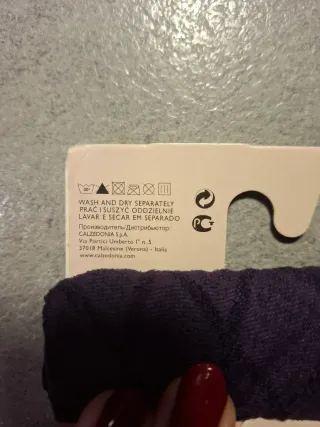 WASH AND DRY SEPARATELY
PRAĆ I SUSZYĆ ODDZIELNIE
LAVAR E SECAR EM SEPARADO
Производитель/Дистрибьютор:
CALZEDONIA S.p.A.
Via Portici Umberto I° n.5,
37018 Malcesine (Verona) - Italia
www.calzedonia.com